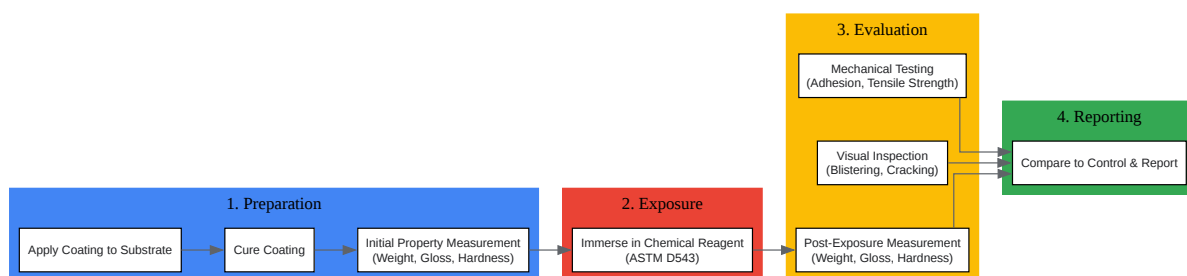 1. Preparation
Apply Coating to Substrate
Cure Coating
Initial Property Measurement
(Weight, Gloss, Hardness)
2. Exposure
Immerse in Chemical Reagent
(ASTM D543)
3. Evaluation
Mechanical Testing
(Adhesion, Tensile Strength)
Visual Inspection
(Blistering, Cracking)
Post-Exposure Measurement
(Weight, Gloss, Hardness)
4. Reporting
Compare to Control & Report